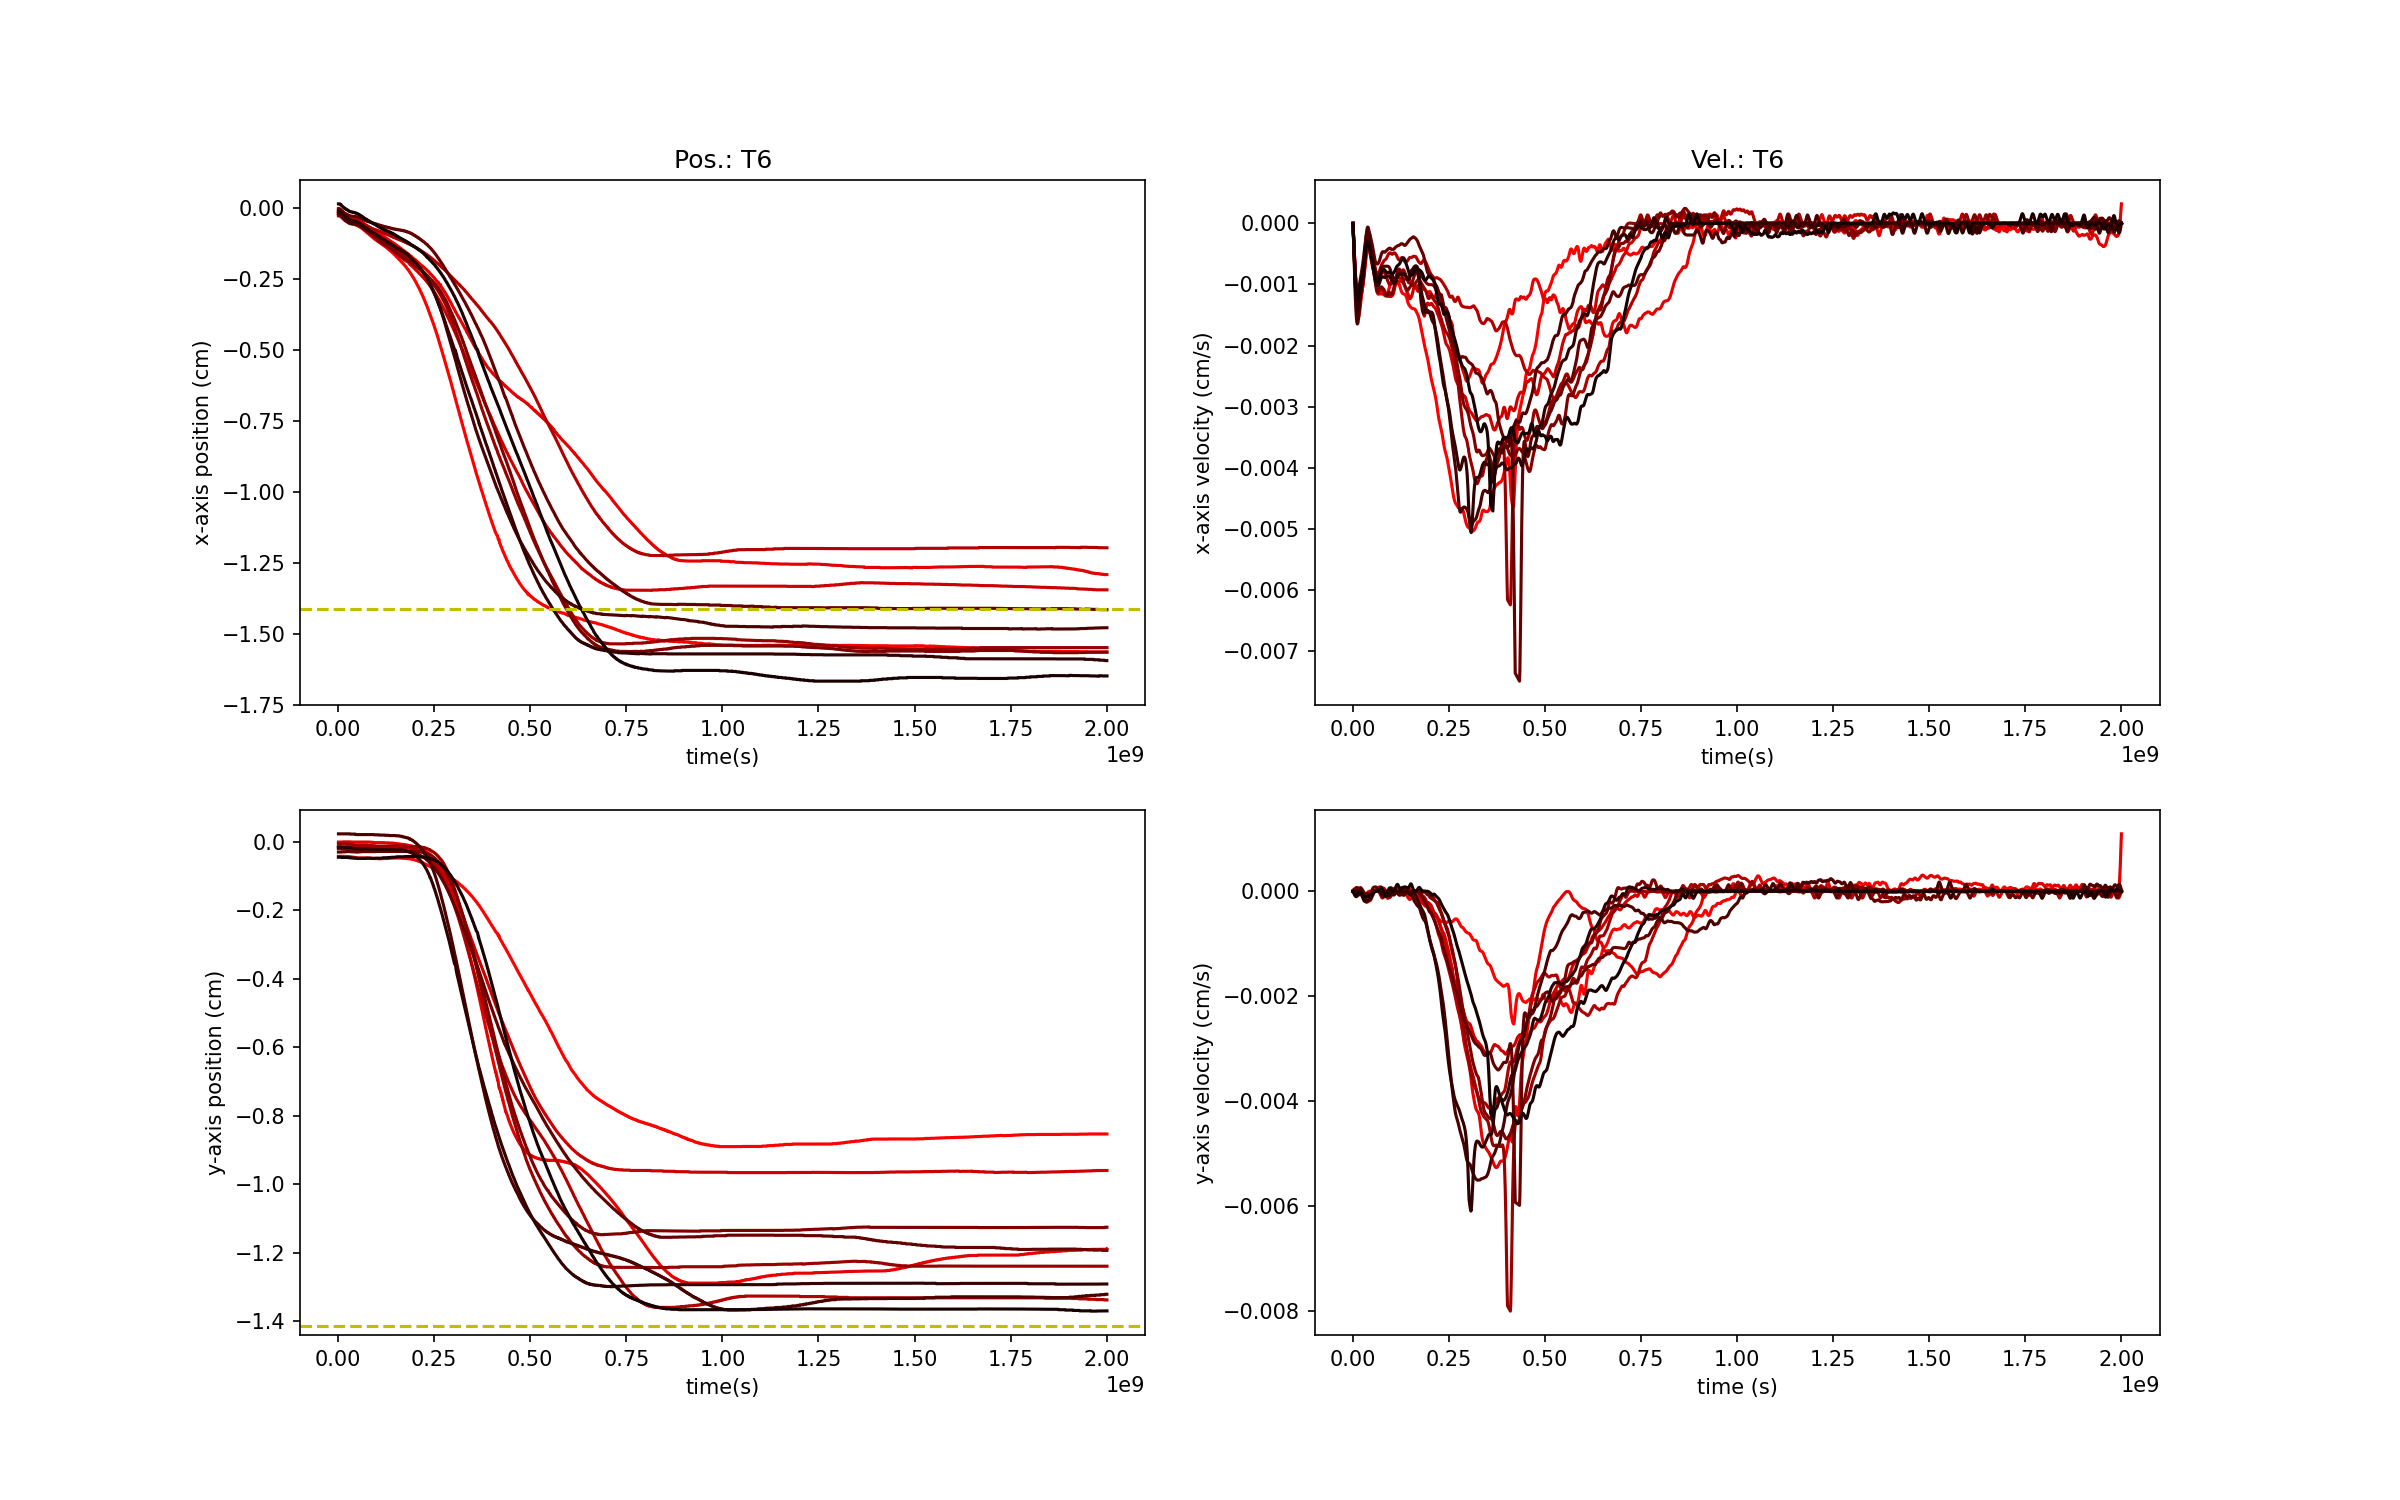 Pos.: T6
Vel.: T6
x-axis position (cm)
0.00
−0.25
−0.50
−0.75
−1.00
−1.25
−1.50
−1.75
0.00 0.25 0.50 0.75 1.00 1.25 1.50 1.75 2.00
1e9
time(s)
x-axis velocity (cm/s)
0.000
−0.001
−0.002
−0.003
−0.004
−0.005
−0.006
−0.007
0.00 0.25 0.50 0.75 1.00 1.25 1.50 1.75 2.00
1e9
time(s)
y-axis position (cm)
0.0
−0.2
−0.4
−0.6
−0.8
−1.0
−1.2
−1.4
0.00 0.25 0.50 0.75 1.00 1.25 1.50 1.75 2.00
1e9
time(s)
y-axis velocity (cm/s)
0.000
−0.002
−0.004
−0.006
−0.008
0.00 0.25 0.50 0.75 1.00 1.25 1.50 1.75 2.00
1e9
time (s)